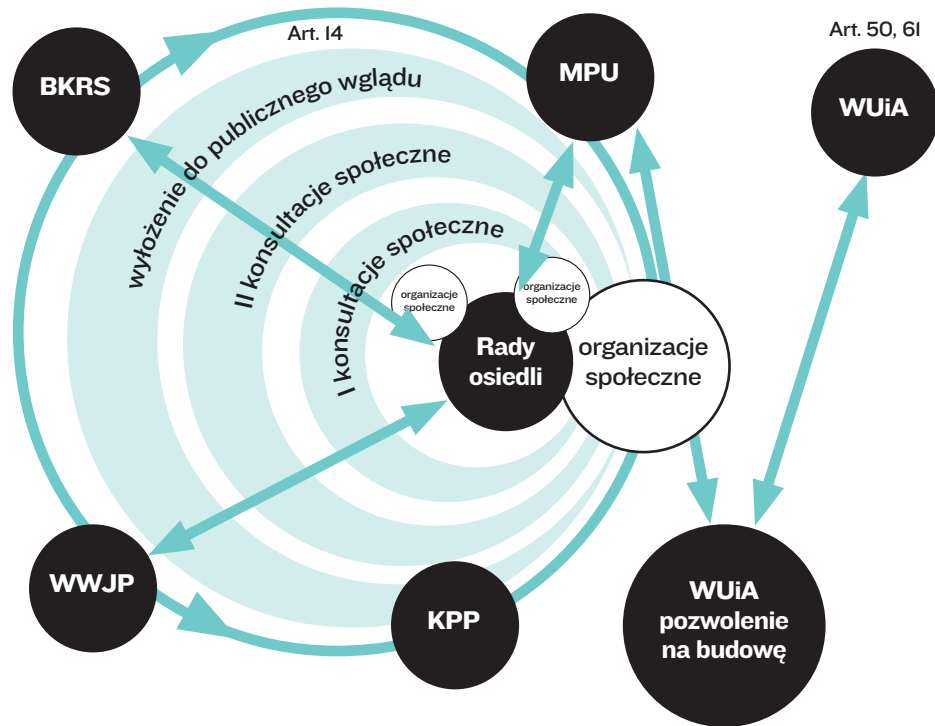 Art. 14
Art. 50, 61
BKRS
MPU
WUiA
wyłożenie do publicznego wglądu
II konsultacje społeczne
I konsultacje społeczne
organizacje
społeczne
organizacje
społeczne
Rady
osiedli
organizacje
społeczne
WWJP
KPP
WUiA
pozwolenie
na budowę